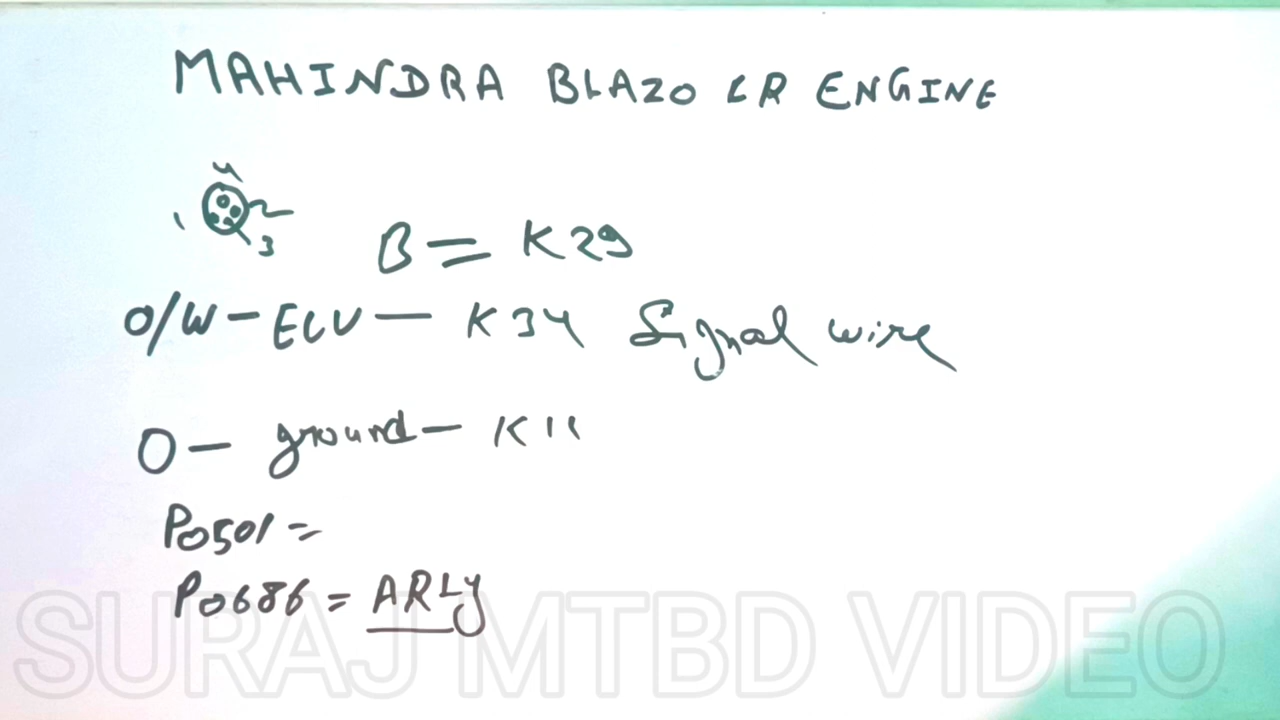 MAHINDRA BLAZO CR ENGINE
4
1 2
3
B = K29
O/W - ECU - K34 Signal wire
O - ground - K11
P0501 =
P0686 = ARLy
SURAJ MTBD VIDEO